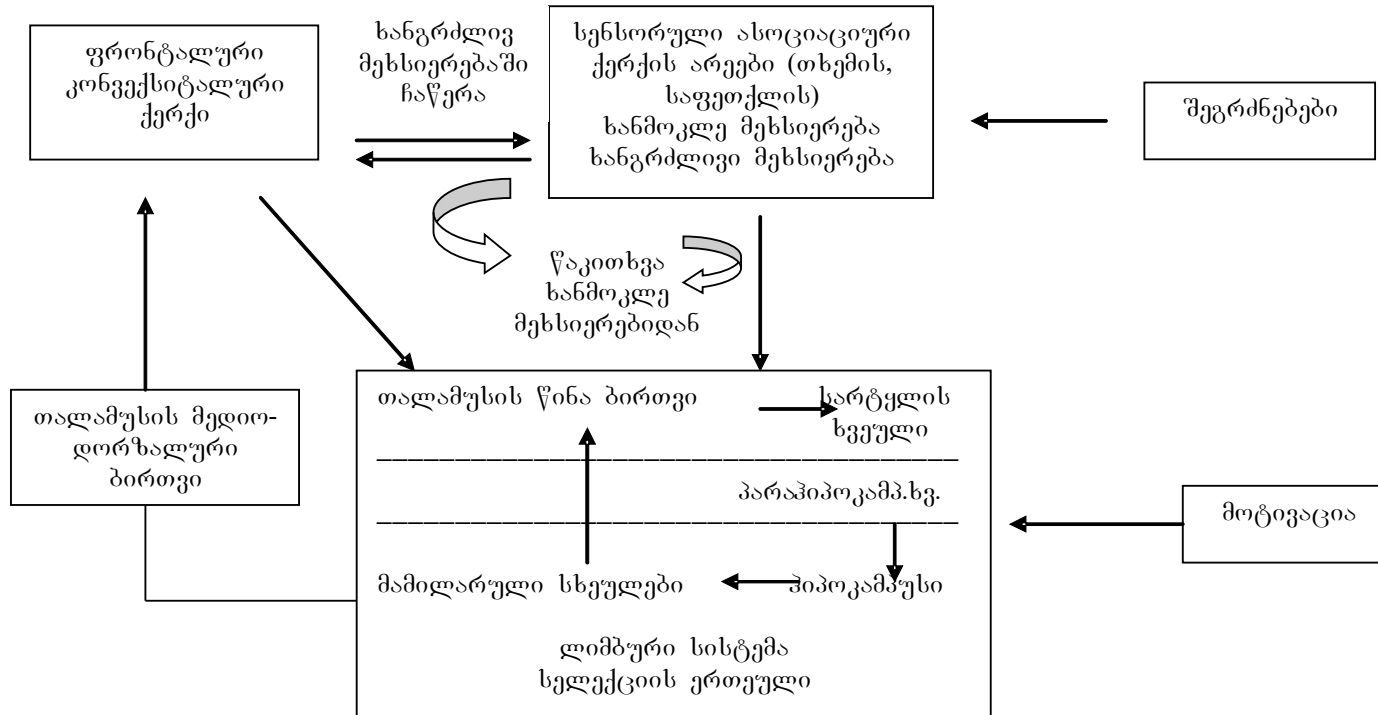 ფრონტალური
კონვექსიტალური
ქერქი
ხანგრძლივ
მეხსიერებაში
ჩაწერა
სენსორული ასოციაციური
ქერქის არეები (თხემის,
საფეთქლის)
ხანმოკლე მეხსიერება
ხანგრძლივი მეხსიერება
შეგრძნებები
წაკითხვა
ხანმოკლე
მეხსიერებიდან
თალამუსის მედიო-
დორზალური
ბირთვი
თალამუსის წინა ბირთვი
სარტყლის
ხვეული
პარაჰიპოკამპ.ხვ.
მამილარული სხეულები
ჰიპოკამპუსი
ლიმბური სისტემა
სელექციის ერთეული
მოტივაცია